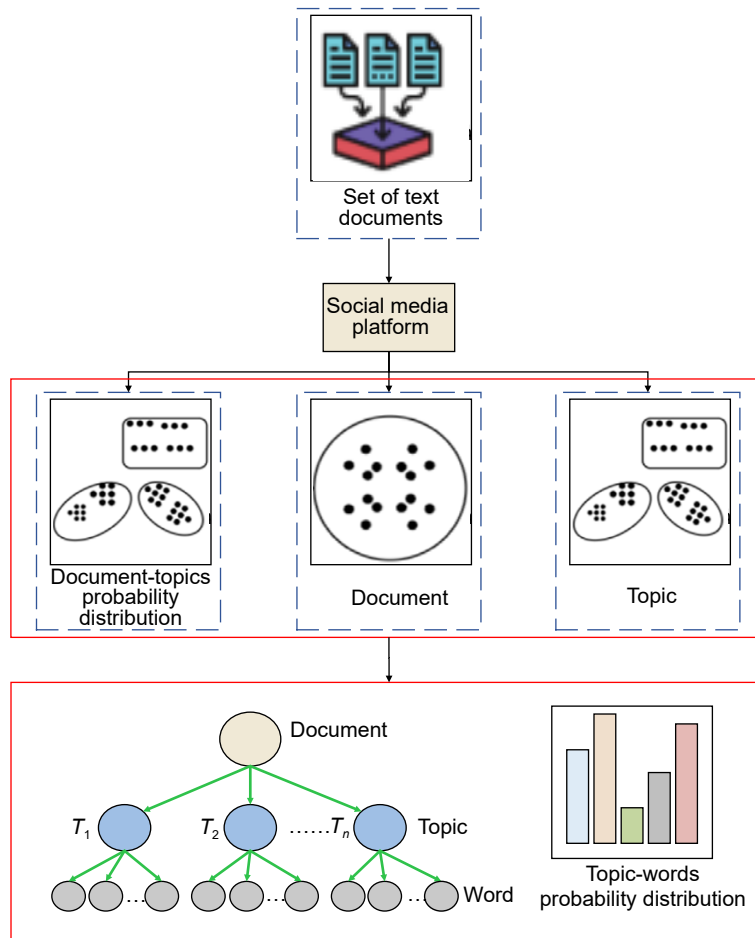 Set of text
documents
Social media
platform
Document-topics
probability
distribution
Document
Topic
Document
T1
T2
......Tn
Topic
...
...
...
Word
Topic-words
probability distribution